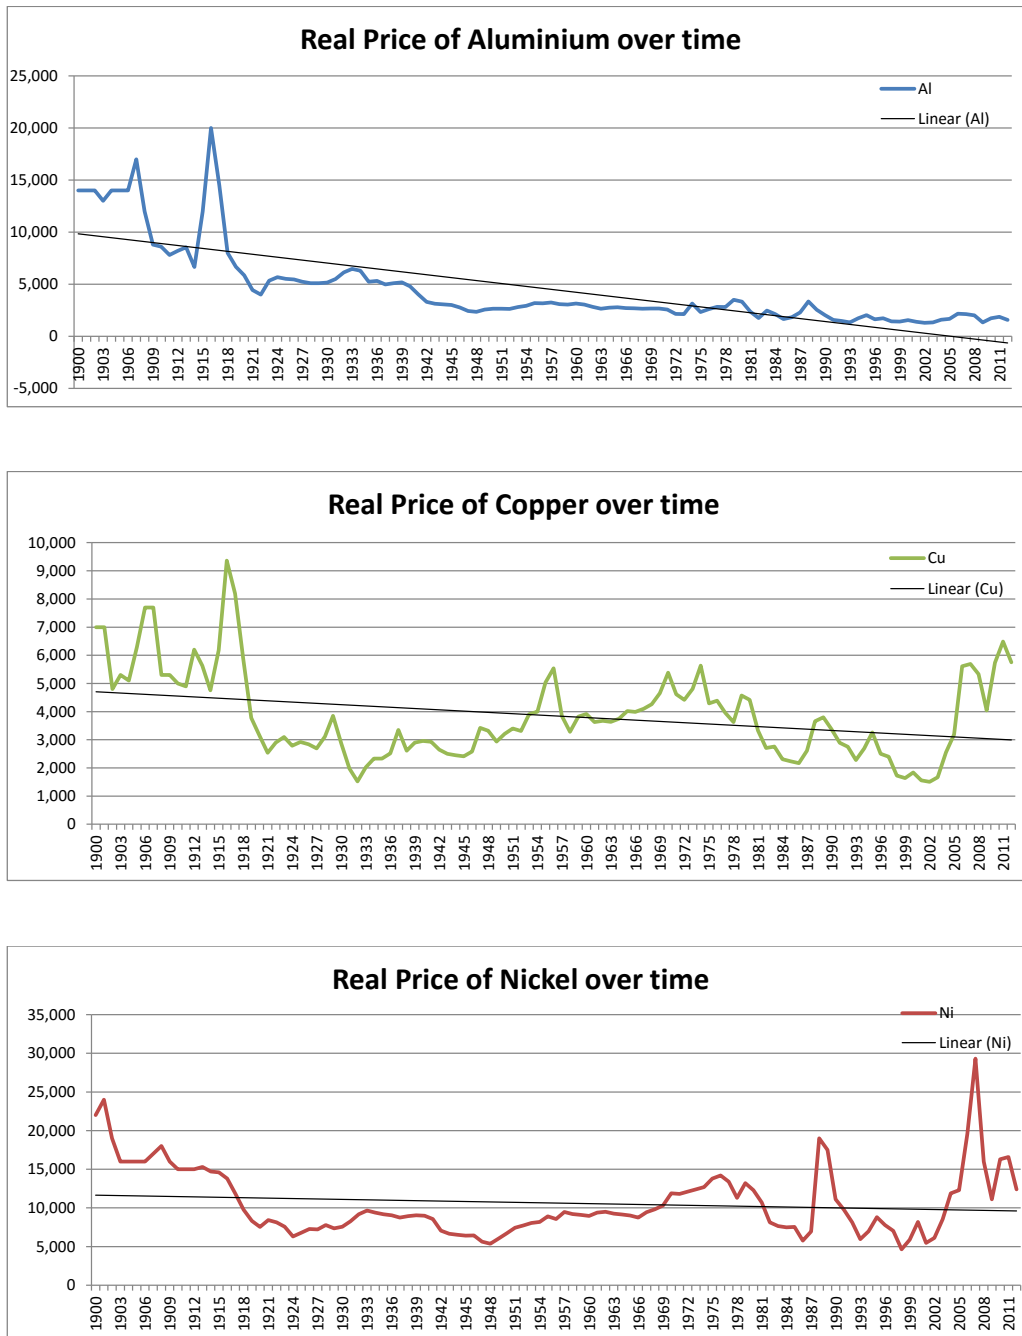 Real Price of Aluminium over time
25,000
20,000
15,000
10,000
5,000
0
-5,000
Al
Linear (Al)
1900 1903 1906 1909 1912 1915 1918 1921 1924 1927 1930 1933 1936 1939 1942 1945 1948 1951 1954 1957 1960 1963 1966 1969 1972 1975 1978 1981 1984 1987 1990 1993 1996 1999 2002 2005 2008 2011
Real Price of Copper over time
10,000
9,000
8,000
7,000
6,000
5,000
4,000
3,000
2,000
1,000
0
Cu
Linear (Cu)
1900 1903 1906 1909 1912 1915 1918 1921 1924 1927 1930 1933 1936 1939 1942 1945 1948 1951 1954 1957 1960 1963 1966 1969 1972 1975 1978 1981 1984 1987 1990 1993 1996 1999 2002 2005 2008 2011
Real Price of Nickel over time
35,000
30,000
25,000
20,000
15,000
10,000
5,000
0
Ni
Linear (Ni)
1900 1903 1906 1909 1912 1915 1918 1921 1924 1927 1930 1933 1936 1939 1942 1945 1948 1951 1954 1957 1960 1963 1966 1969 1972 1975 1978 1981 1984 1987 1990 1993 1996 1999 2002 2005 2008 2011